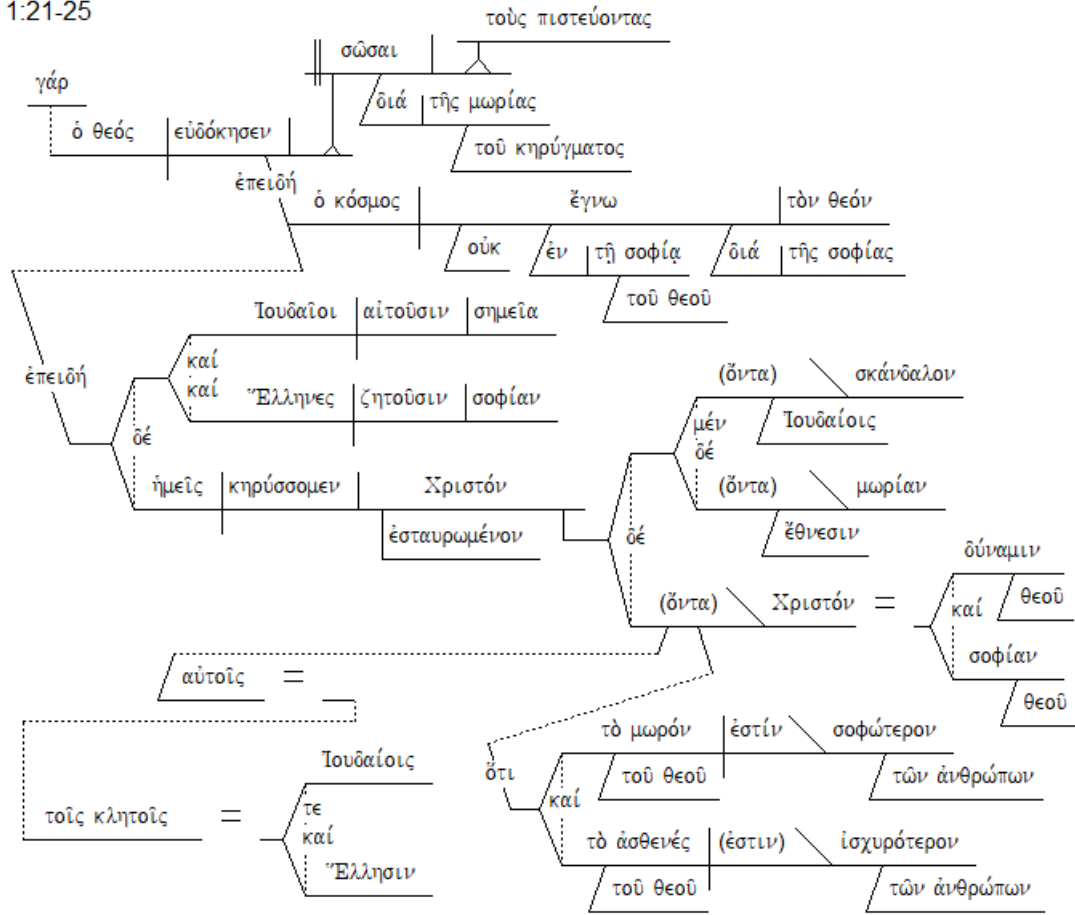 1:21-25
τοὺς πιστεύοντας
σῶσαι
γάρ
διά τῆς μωρίας
ὁ θεός εὐδόκησεν
τοῦ κηρύγματος
ἐπειδή
ὁ κόσμος ἔγνω τὸν θεόν
οὐκ ἐν τῇ σοφίᾳ διά τῆς σοφίας
τοῦ θεοῦ
Ἰουδαῖοι αἰτοῦσιν σημεῖα
καί
ἐπειδή
καί
Ἕλληνες ζητοῦσιν σοφίαν
(ὄντα) σκάνδαλον
μέν
Ἰουδαίοις
δέ
δέ
ἡμεῖς κηρύσσομεν Χριστόν
(ὄντα) μωρίαν
ἐσταυρωμένον
δέ
ἔθνεσιν
δύναμιν
(ὄντα) Χριστόν =
καί
θεοῦ
σοφίαν
αὐτοῖς =
θεοῦ
τὸ μωρόν ἐστίν σοφώτερον
Ἰουδαίοις
ὅτι
τοῦ θεοῦ τῶν ἀνθρώπων
τε
καί
τοῖς κλητοῖς =
καί
τὸ ἀσθενές (ἐστιν) ἰσχυρότερον
Ἕλλησιν
τοῦ θεοῦ τῶν ἀνθρώπων